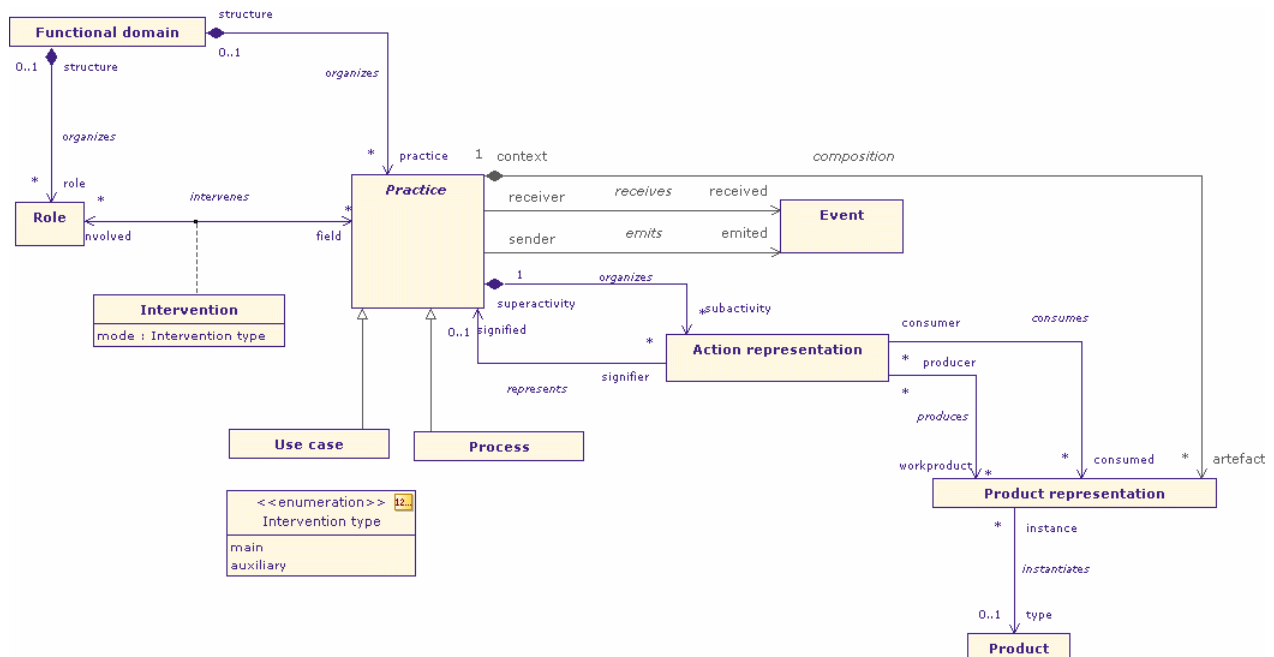 structure
Functional domain
0..1
0..1
structure
organizes
organizes
* practice
1 context
composition
* role
*
intervenes
*
Practice
receiver
receives
received
Role
Event
nvolved
field
sender
emits
emited
1
organizes
superactivity
*subactivity
Intervention
mode : Intervention type
0..1
signified
*
consumer
consumes
Action representation
* producer
signifier
*
represents
produces
Use case
Process
workproduct
*
* consumed
* artefact
Product representation
<<enumeration>>
12...
Intervention type
main
auxiliary
* instance
instantiates
0..1 type
Product